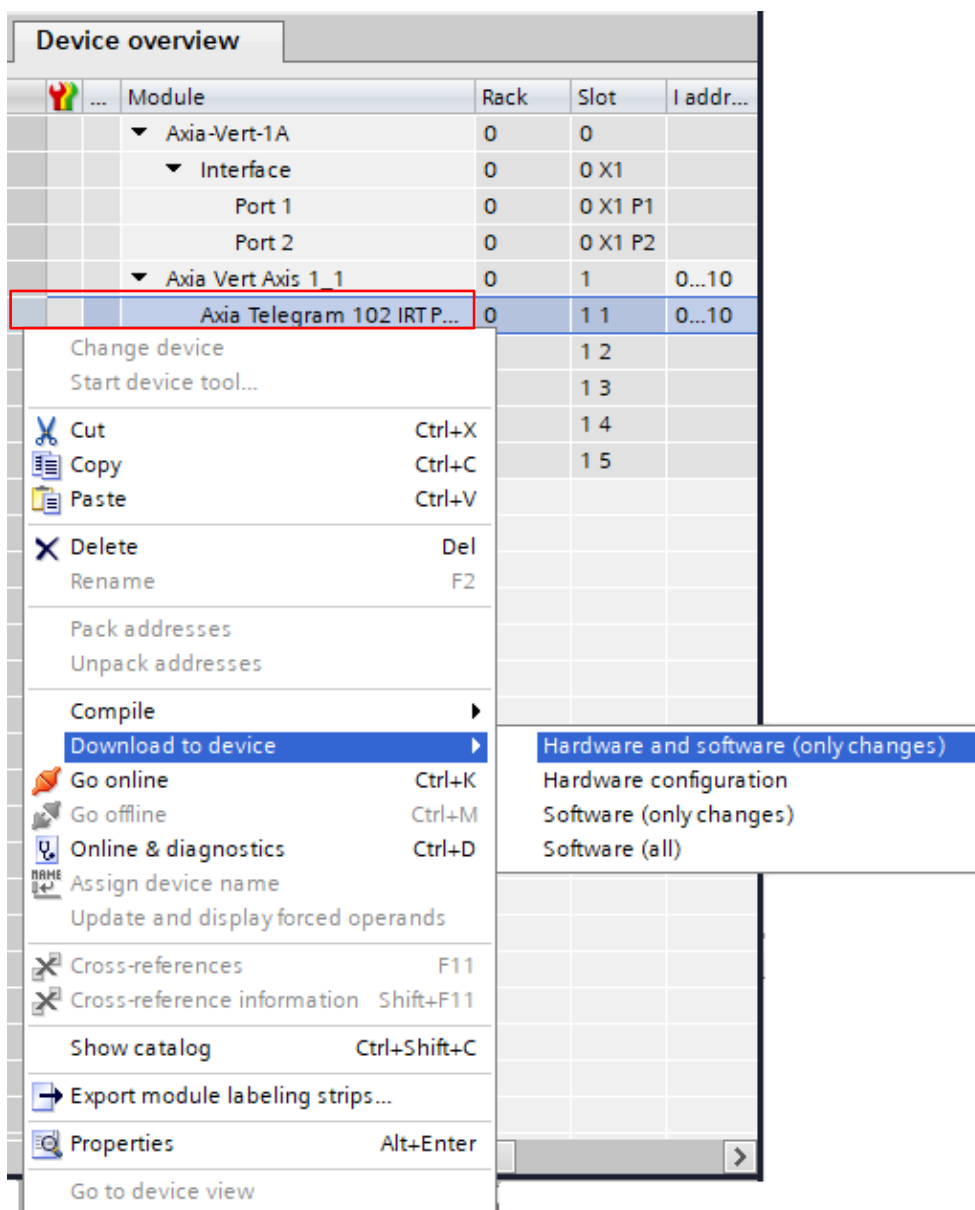 Device overview
... Module Rack Slot I addr...
Axia-Vert-1A 0 0
Interface 0 0 X1
Port 1 0 0 X1 P1
Port 2 0 0 X1 P2
Axia Vert Axis 1_1 0 1 0...10
Axia Telegram 102 IRT P... 0 1 1 0...10
Change device 1 2
Start device tool... 1 3
Cut Ctrl+X 1 4
Copy Ctrl+C 1 5
Paste Ctrl+V
Delete Del
Rename F2
Pack addresses
Unpack addresses
Compile
Download to device Hardware and software (only changes)
Go online Ctrl+K Hardware configuration
Go offline Ctrl+M Software (only changes)
Online & diagnostics Ctrl+D Software (all)
NAME Assign device name
Update and display forced operands
Cross-references F11
Cross-reference information Shift+F11
Show catalog Ctrl+Shift+C
Export module labeling strips...
Properties Alt+Enter
Go to device view